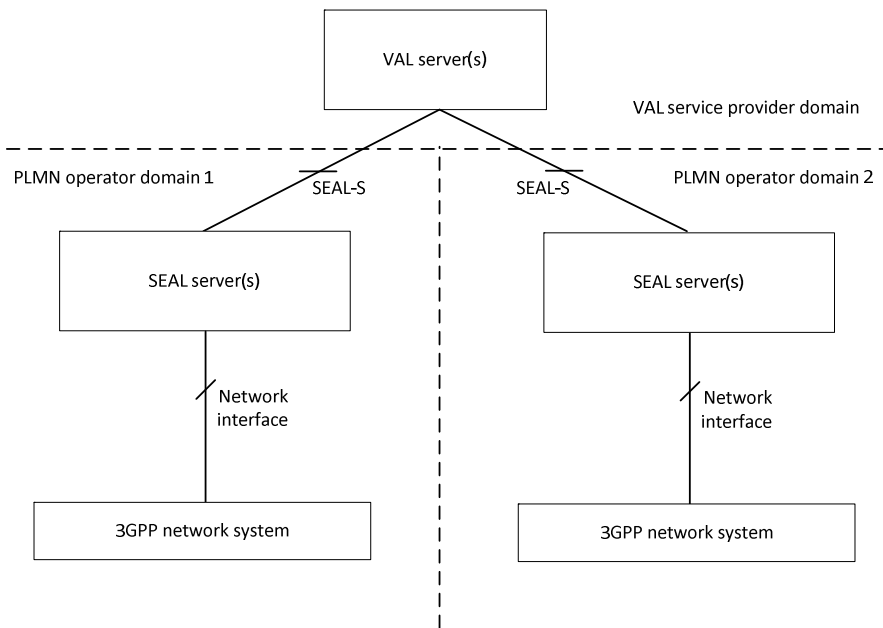 VAL server(s)
VAL service provider domain
PLMN operator domain 1
PLMN operator domain 2
SEAL-S
SEAL-S
SEAL server(s)
SEAL server(s)
Network
interface
Network
interface
3GPP network system
3GPP network system